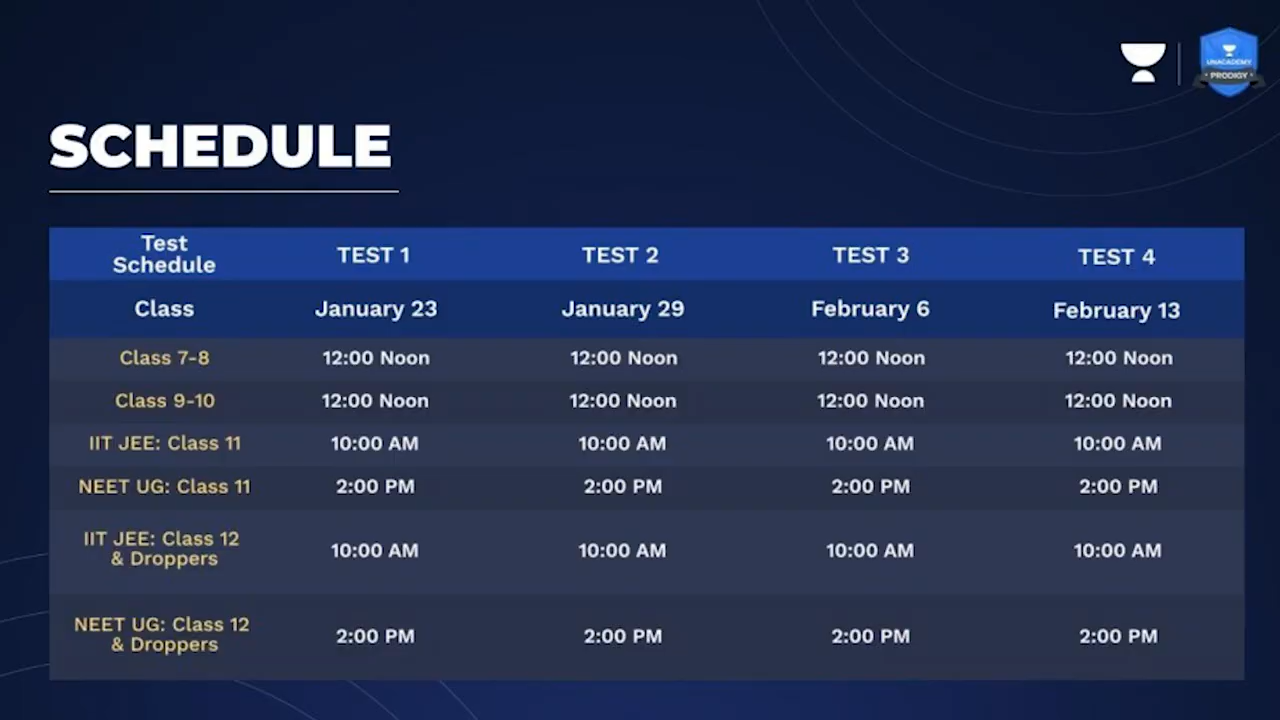 UNACADEMY
PRODIGY
SCHEDULE
Test Schedule TEST 1 TEST 2 TEST 3 TEST 4
Class January 23 January 29 February 6 February 13
Class 7-8 12:00 Noon 12:00 Noon 12:00 Noon 12:00 Noon
Class 9-10 12:00 Noon 12:00 Noon 12:00 Noon 12:00 Noon
IIT JEE: Class 11 10:00 AM 10:00 AM 10:00 AM 10:00 AM
NEET UG: Class 11 2:00 PM 2:00 PM 2:00 PM 2:00 PM
IIT JEE: Class 12 & Droppers 10:00 AM 10:00 AM 10:00 AM 10:00 AM
NEET UG: Class 12 & Droppers 2:00 PM 2:00 PM 2:00 PM 2:00 PM